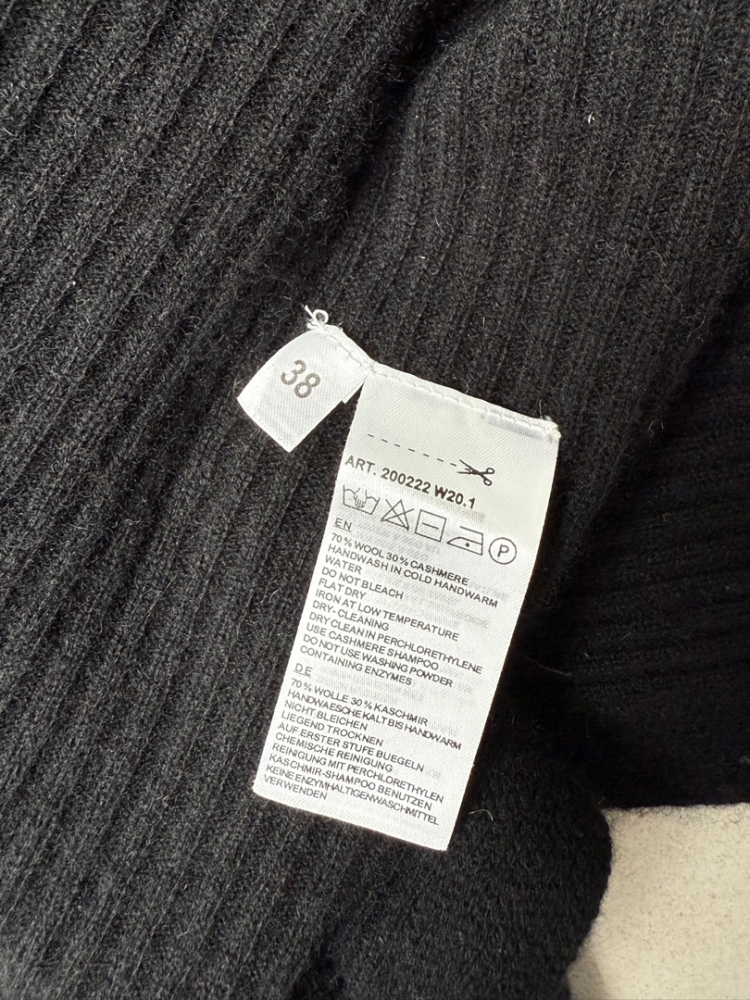 38
ART. 200222 W20.1
P
EN
70% WOOL 30% CASHMERE
HANDWASH IN COLD HANDWARM
WATER
DO NOT BLEACH
FLAT DRY
IRON AT LOW TEMPERATURE
DRY-CLEANING
DRY CLEAN IN PERCHLORETHYLENE
USE CASHMERE SHAMPOO
DO NOT USE WASHING POWDER
CONTAINING ENZYMES
DE
70% WOLLE 30% KASCHMIR
HANDWAESCHE KALT BIS HANDWARM
NICHT BLEICHEN
LIEGEND TROCKNEN
AUF ERSTER STUFE BUEGELN
CHEMISCHE REINIGUNG
REINIGUNG MIT PERCHLORETHYLEN
KASCHMIR-SHAMPOO BENUTZEN
KEINE ENZYMHALTIGEN WASCHMITTEL
VERWENDEN